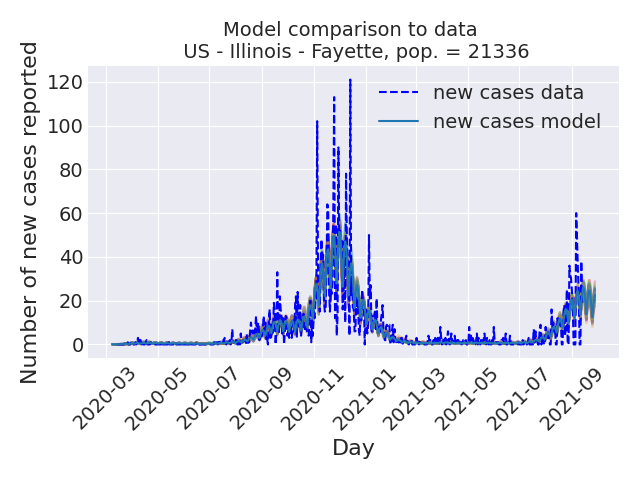 Model comparison to data
US - Illinois - Fayette, pop. = 21336
Number of new cases reported
120
100
80
60
40
20
0
new cases data
new cases model
2020-03
2020-05
2020-07
2020-09
2020-11
2021-01
2021-03
2021-05
2021-07
2021-09
Day